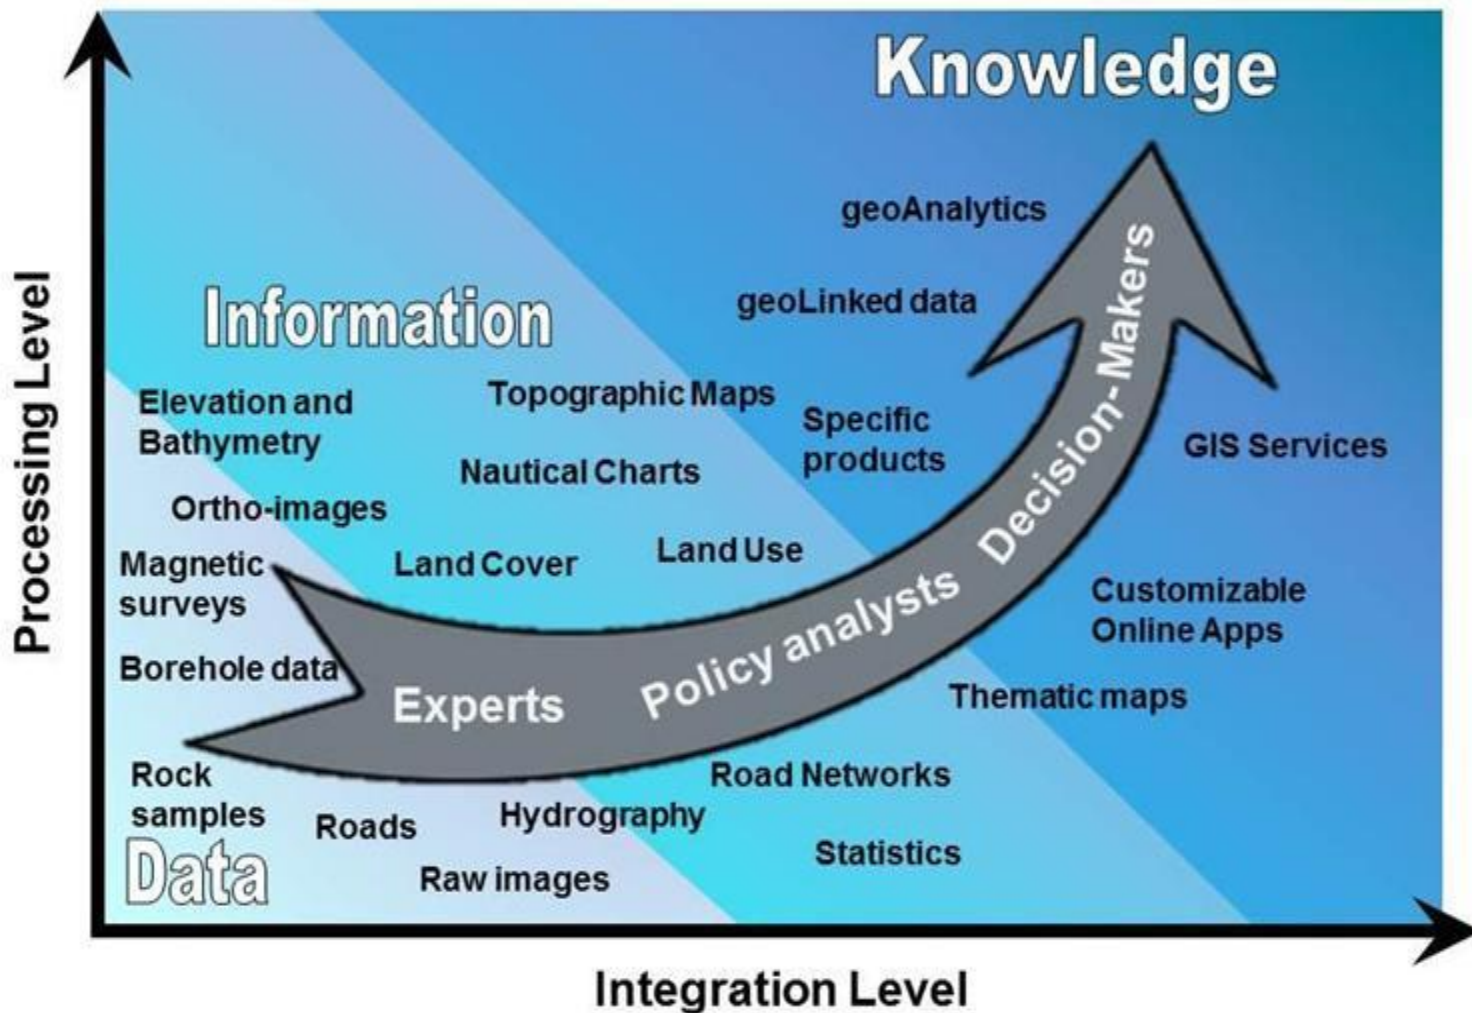 Knowledge
geoAnalytics
geoLinked data
Information
Elevation and
Bathymetry
Topographic Maps
Specific
products
Nautical Charts
GIS Services
Ortho-images
Magnetic
surveys
Land Cover
Land Use
Customizable
Online Apps
Borehole data
Experts
Policy analysts
Decision-Makers
Thematic maps
Rock
samples
Roads
Hydrography
Road Networks
Statistics
Raw images
Data
Processing Level
Integration Level